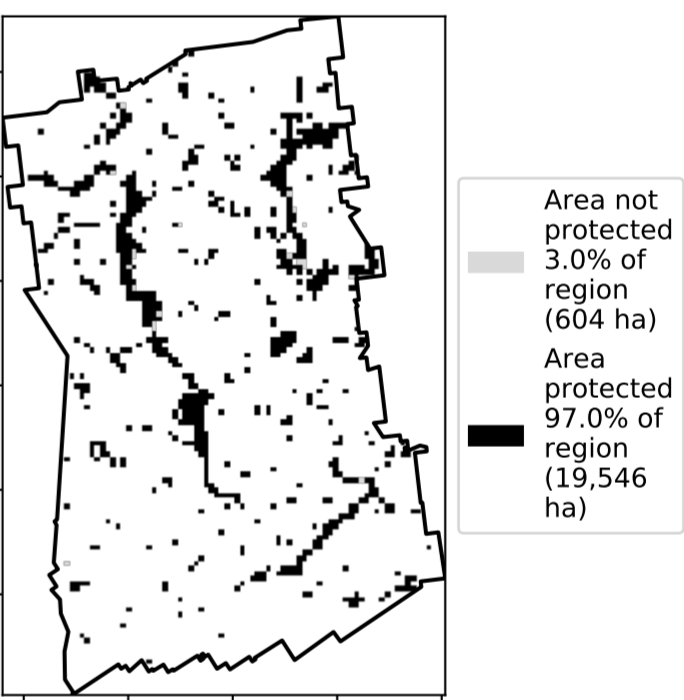 Area not
protected
3.0% of
region
(604 ha)
Area
protected
97.0% of
region
(19,546
ha)